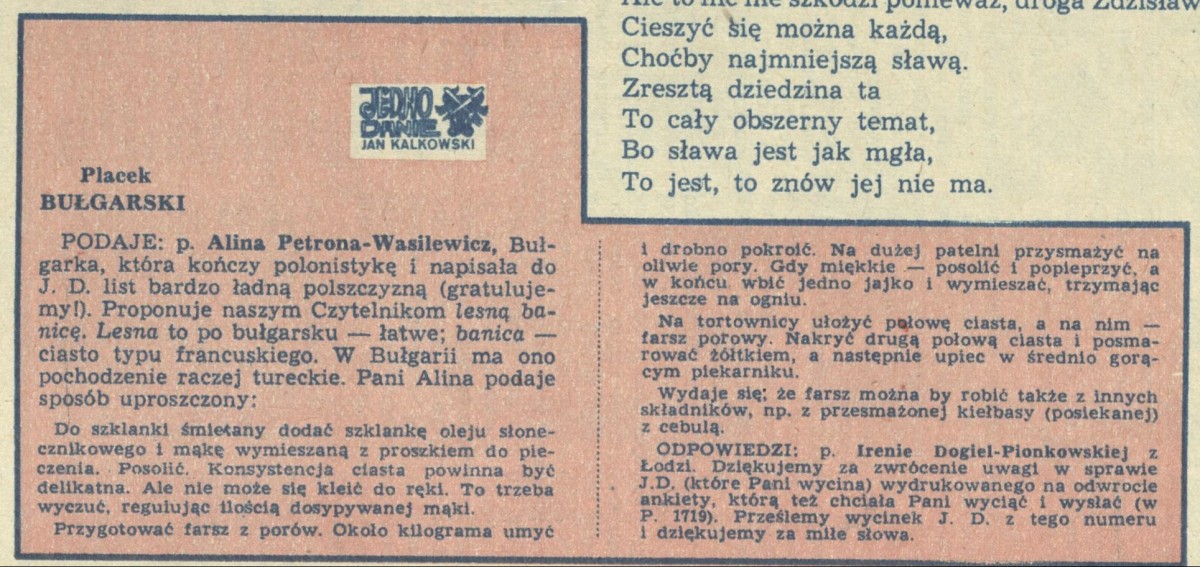 Ale to nic nie szkodzi ponieważ, droga Zdzisław
Cieszyć się można każdą,
Choćby najmniejszą sławą.
Zresztą dziedzina ta
To cały obszerny temat,
Bo sława jest jak mgła,
To jest, to znów jej nie ma.
JEDNO
DANIE
JAN KALKOWSKI
Placek
BUŁGARSKI
PODAJE: p. Alina Petrona-Wasilewicz, Buł-
garka, która kończy polonistykę i napisała do
J. D. list bardzo ładną polszczyzną (gratuluje-
my!). Proponuje naszym Czytelnikom lesną ba-
nicę. Lesna to po bułgarsku — łatwe; banica —
ciasto typu francuskiego. W Bułgarii ma ono
pochodzenie raczej tureckie. Pani Alina podaje
sposób uproszczony:
Do szklanki śmietany dodać szklankę oleju słone-
cznikowego i mąkę wymieszaną z proszkiem do pie-
czenia. Posolić. Konsystencja ciasta powinna być
delikatna. Ale nie może się kleić do ręki. To trzeba
wyczuć, regulując ilością dosypywanej mąki.
Przygotować farsz z porów. Około kilograma umyć
i drobno pokroić. Na dużej patelni przysmażyć na
oliwie pory. Gdy miękkie — posolić i popieprzyć, a
w końcu wbić jedno jajko i wymieszać, trzymając
jeszcze na ogniu.
Na tortownicy ułożyć połowę ciasta, a na nim —
farsz porowy. Nakryć drugą połową ciasta i posma-
rować żółtkiem, a następnie upiec w średnio gorą-
cym piekarniku.
Wydaje się; że farsz można by robić także z innych
składników, np. z przesmażonej kiełbasy (posiekanej)
z cebulą.
ODPOWIEDZI: p. Irenie Dogiel-Pionkowskiej z
Łodzi. Dziękujemy za zwrócenie uwagi w sprawie
J.D. (które Pani wycina) wydrukowanego na odwrocie
ankiety, którą też chciała Pani wyciąć i wysłać (w
P. 1719). Prześlemy wycinek J. D. z tego numeru
i dziękujemy za miłe słowa.